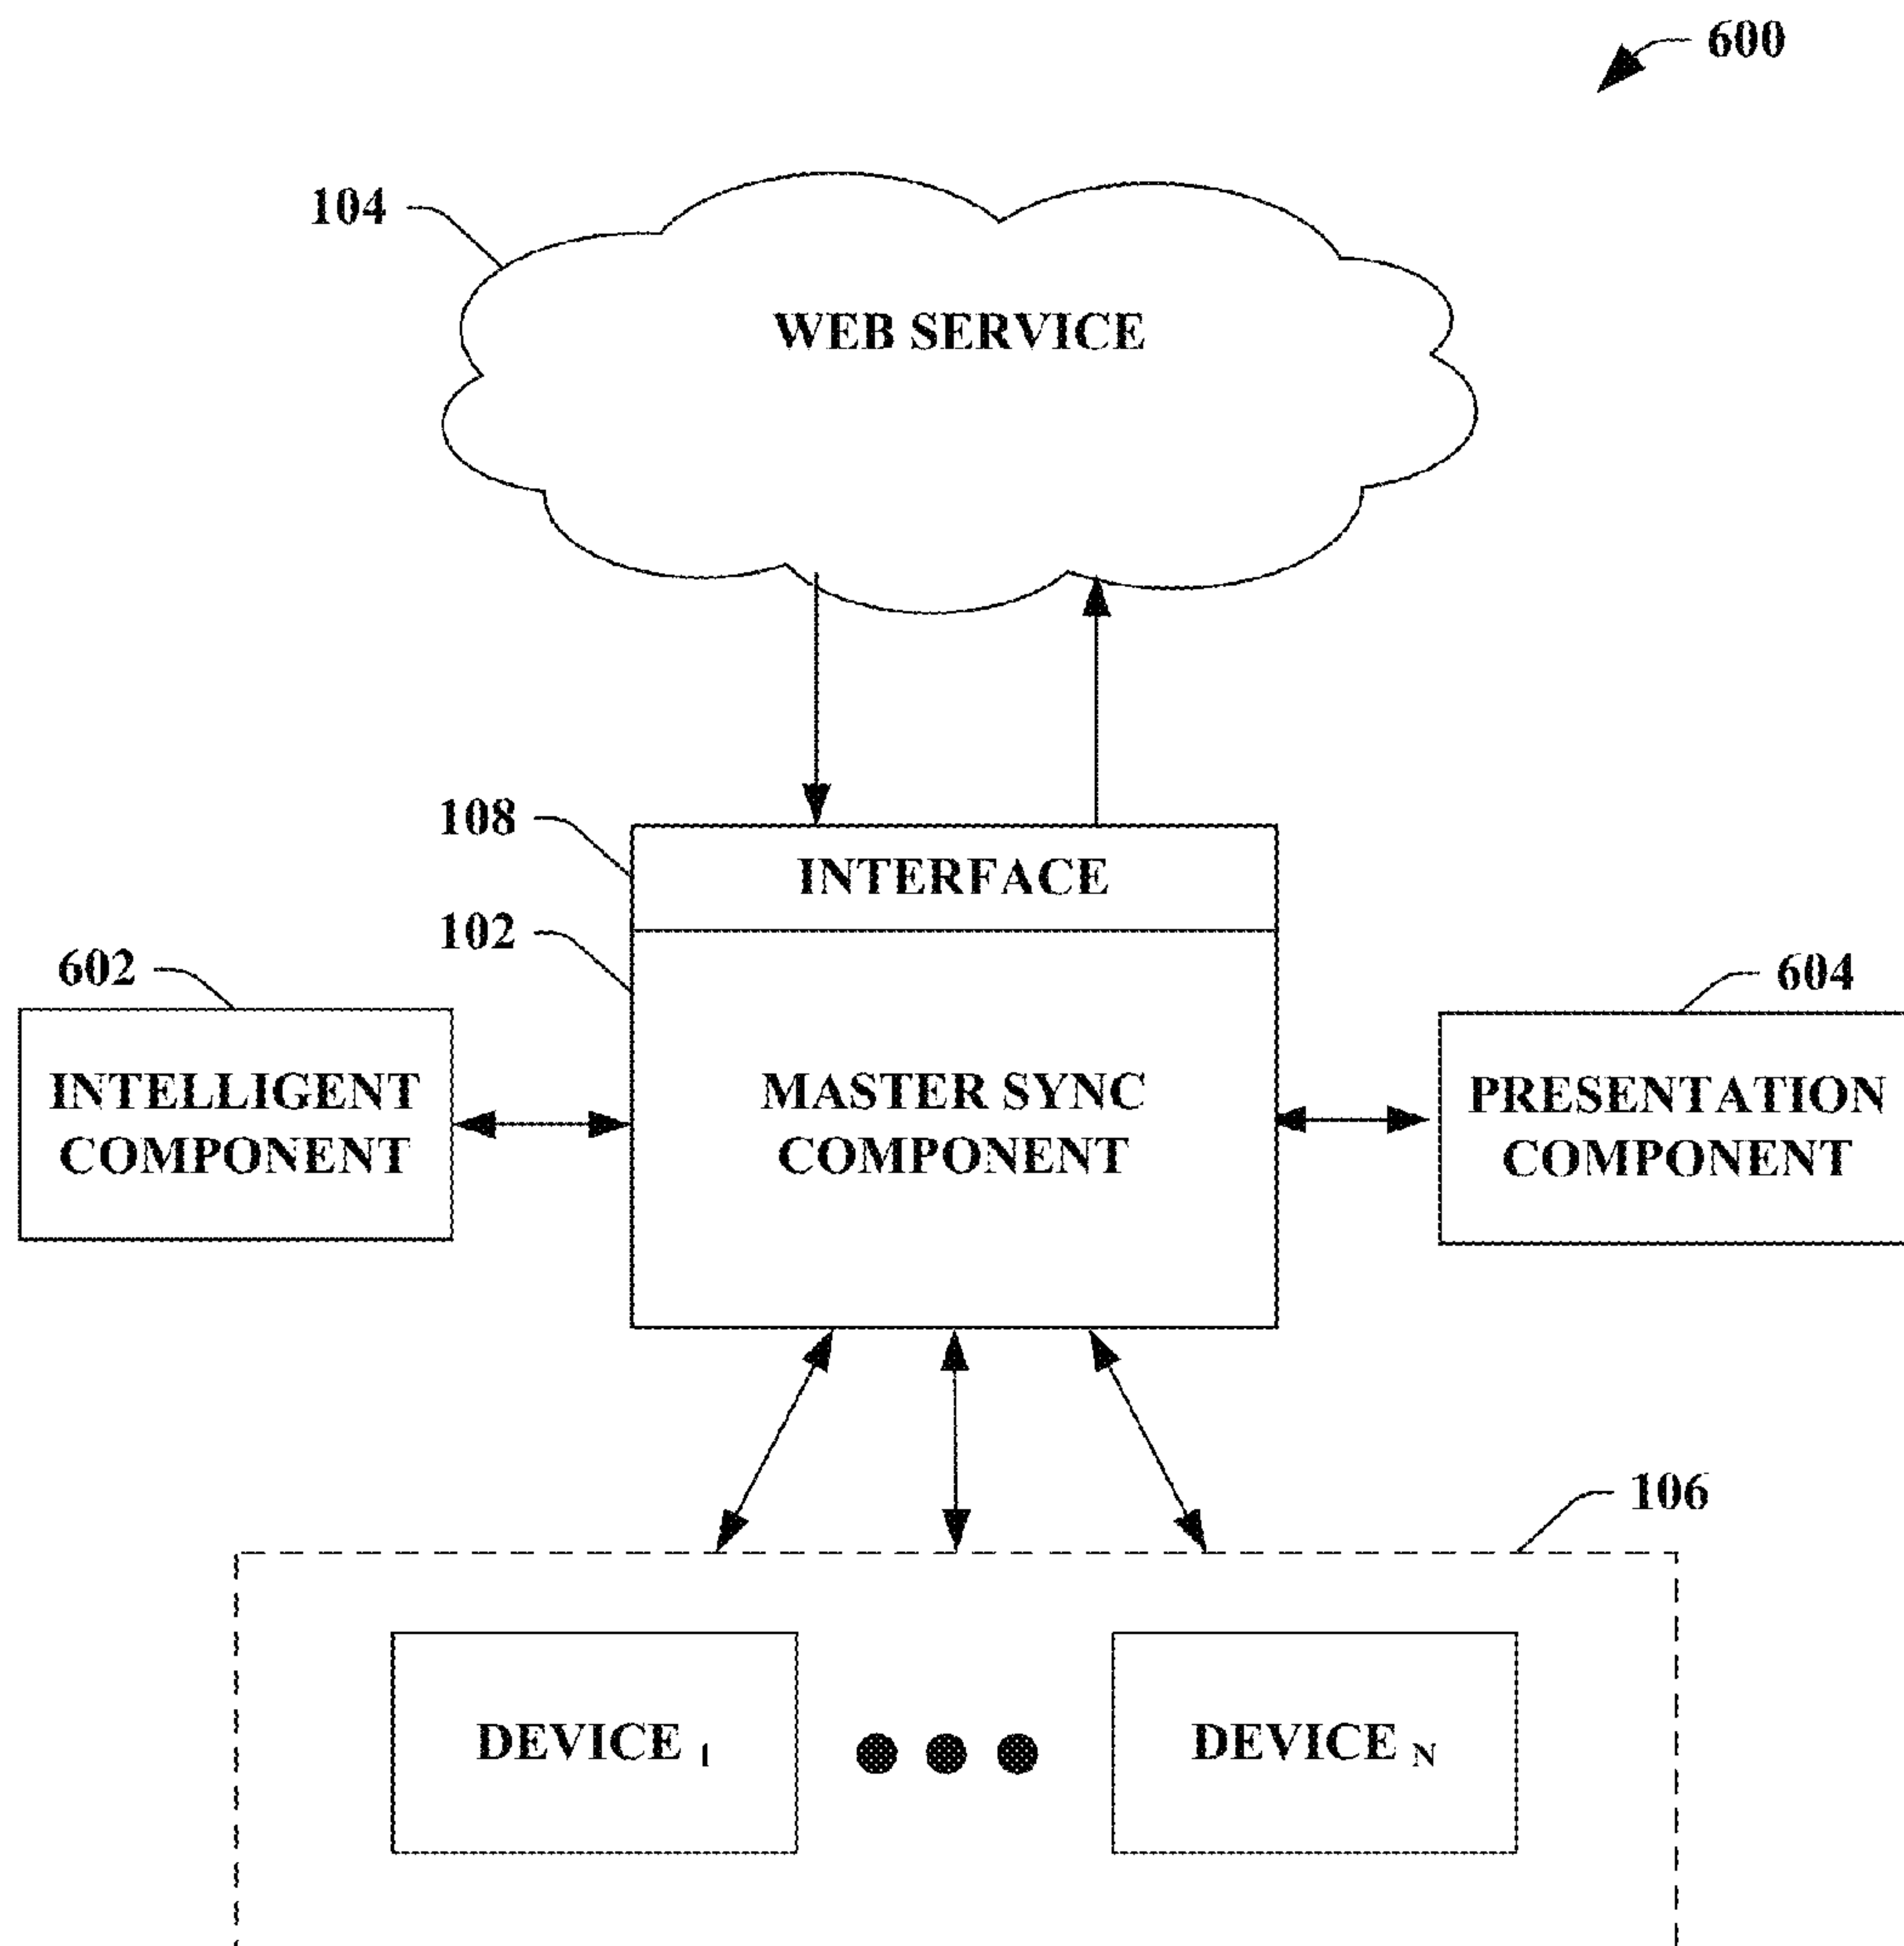 600
104
WEB SERVICE
108
INTERFACE
102
602
604
INTELLIGENT
COMPONENT
MASTER SYNC
COMPONENT
PRESENTATION
COMPONENT
106
DEVICE 1
DEVICE N